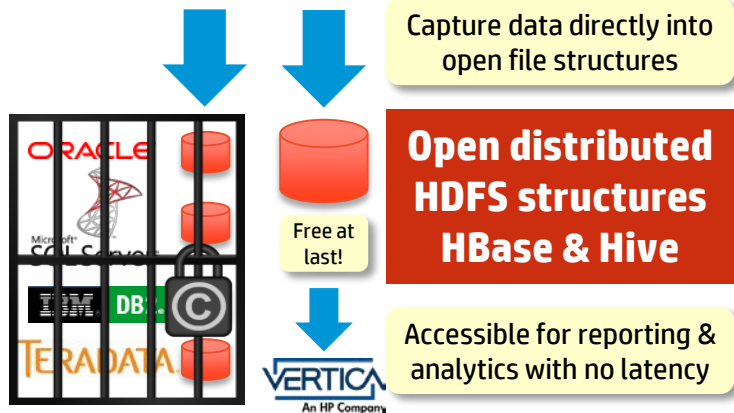 Capture data directly into
open file structures
ORACLE
Microsoft®
SQL Server
IBM. DB2.
©
TERADATA.
Free at
last!
Open distributed
HDFS structures
HBase & Hive
Accessible for reporting &
analytics with no latency
VERTICA
An HP Company